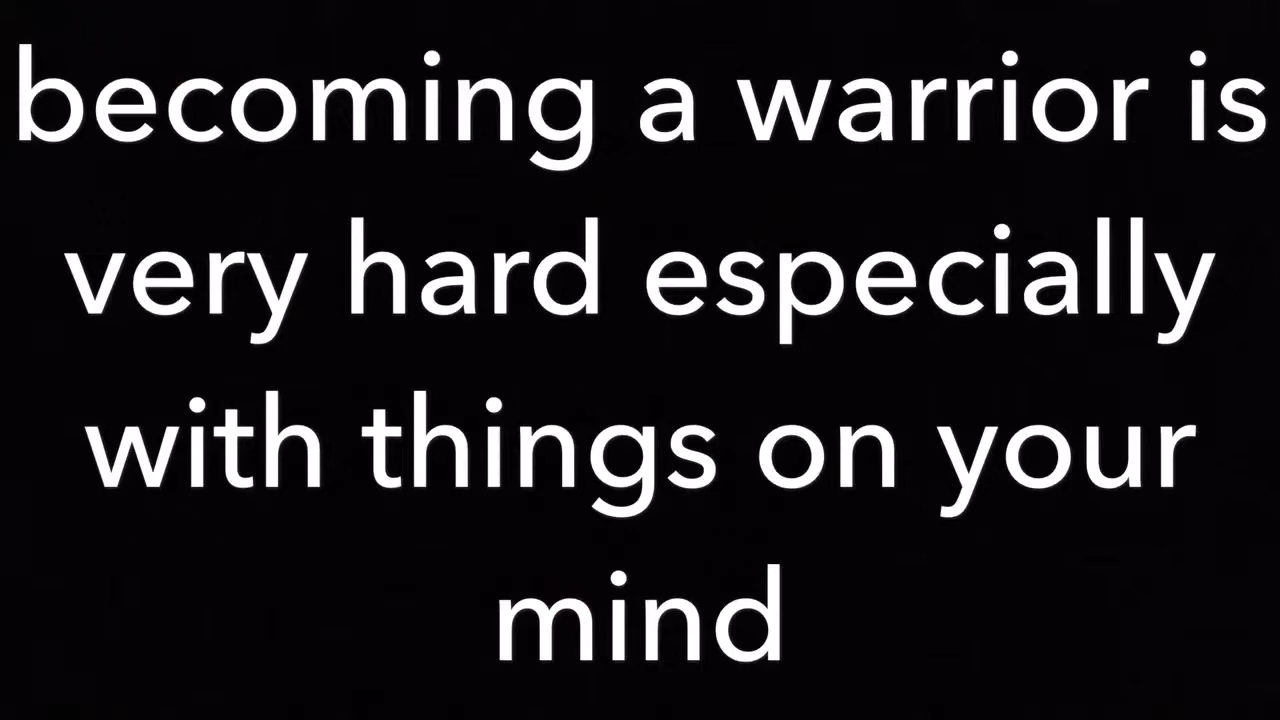 becoming a warrior is
very hard especially
with things on your
mind